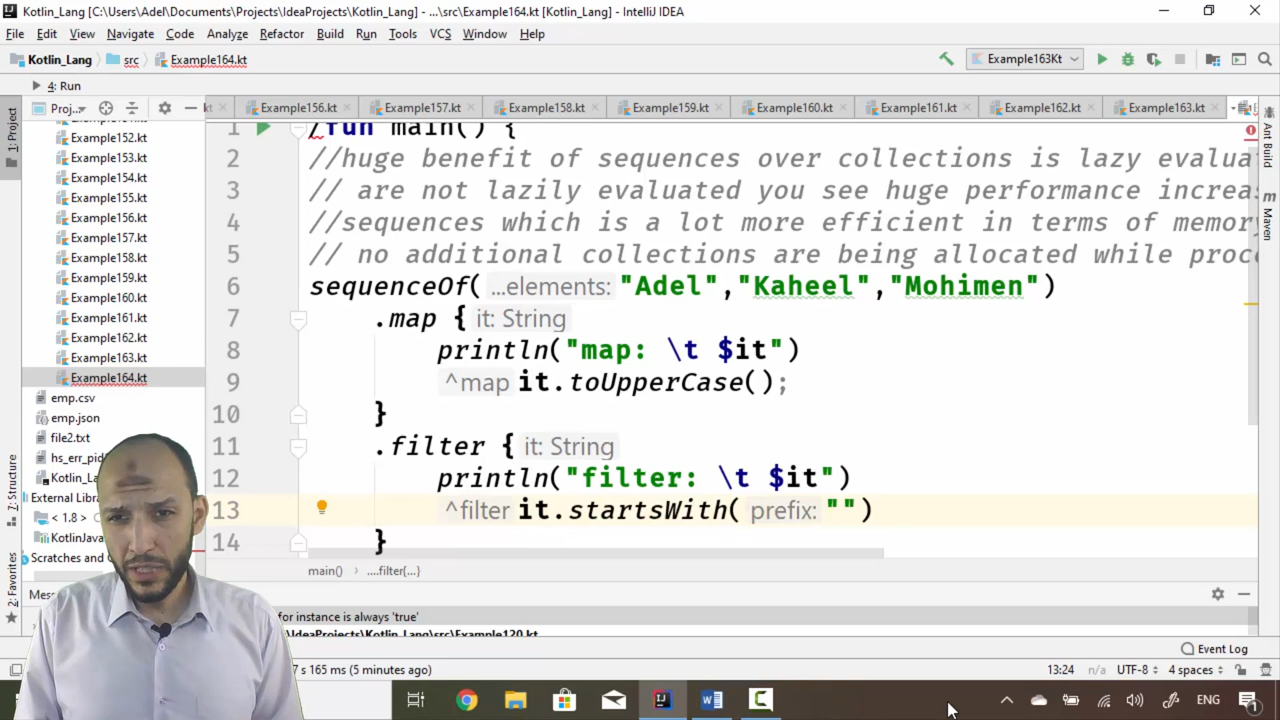 Kotlin_Lang [C:\Users\Adel\Documents\Projects\IdeaProjects\Kotlin_Lang] - ...\src\Example164.kt [Kotlin_Lang] - IntelliJ IDEA
File Edit View Navigate Code Analyze Refactor Build Run Tools VCS Window Help
Kotlin_Lang src Example164.kt Example163Kt
4: Run
Proj... kt Example156.kt Example157.kt Example158.kt Example159.kt Example160.kt Example161.kt Example162.kt Example163.kt
1: Project
Z: Structure
2: Favorites
Ant Build
Maven
Example152.kt
Example153.kt
Example154.kt
Example155.kt
Example156.kt
Example157.kt
Example158.kt
Example159.kt
Example160.kt
Example161.kt
Example162.kt
Example163.kt
Example164.kt
emp.csv
emp.json
file2.txt
hs_err_pid
Kotlin_L
External Libra
< 1.8 > C
KotlinJava
Scratches and C
1 /fun main() {
2 //huge benefit of sequences over collections is lazy evaluat
3 // are not lazily evaluated you see huge performance increas
4 //sequences which is a lot more efficient in terms of memory
5 // no additional collections are being allocated while proc
6 sequenceOf( ...elements: "Adel","Kaheel","Mohimen")
7 .map { it: String
8 println("map: \t $it")
9 ^map it.toUpperCase();
10 }
11 .filter { it: String
12 println("filter: \t $it")
13 ^filter it.startsWith( prefix: "")
14 }
main() › ....filter{...}
Mess
for instance is always 'true'
\IdeaProjects\Kotlin_Lang\src\Example120.kt
Event Log
7 s 165 ms (5 minutes ago) 13:24 n/a UTF-8 4 spaces
ENG 1